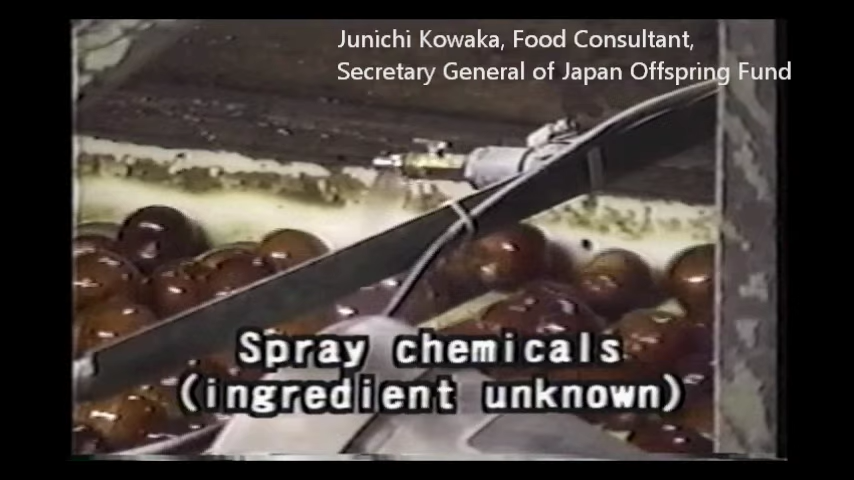 Junichi Kowaka, Food Consultant,
Secretary General of Japan Offspring Fund
Spray chemicals
(ingredient unknown)